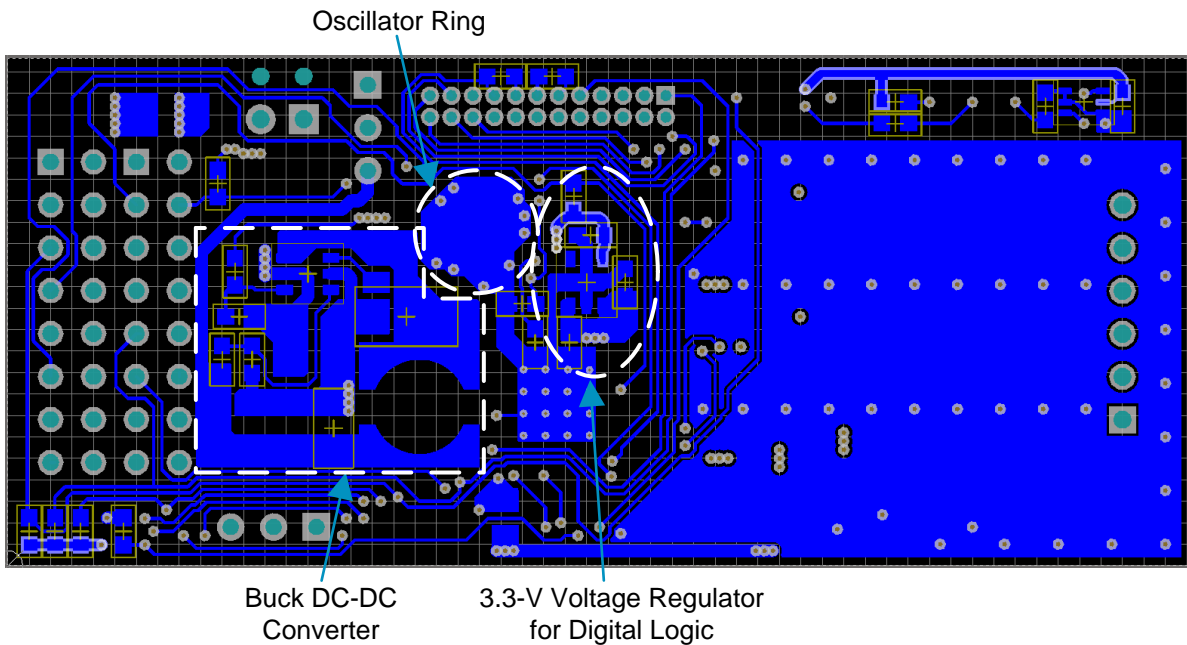 Oscillator Ring
Buck DC-DC
Converter
3.3-V Voltage Regulator
for Digital Logic